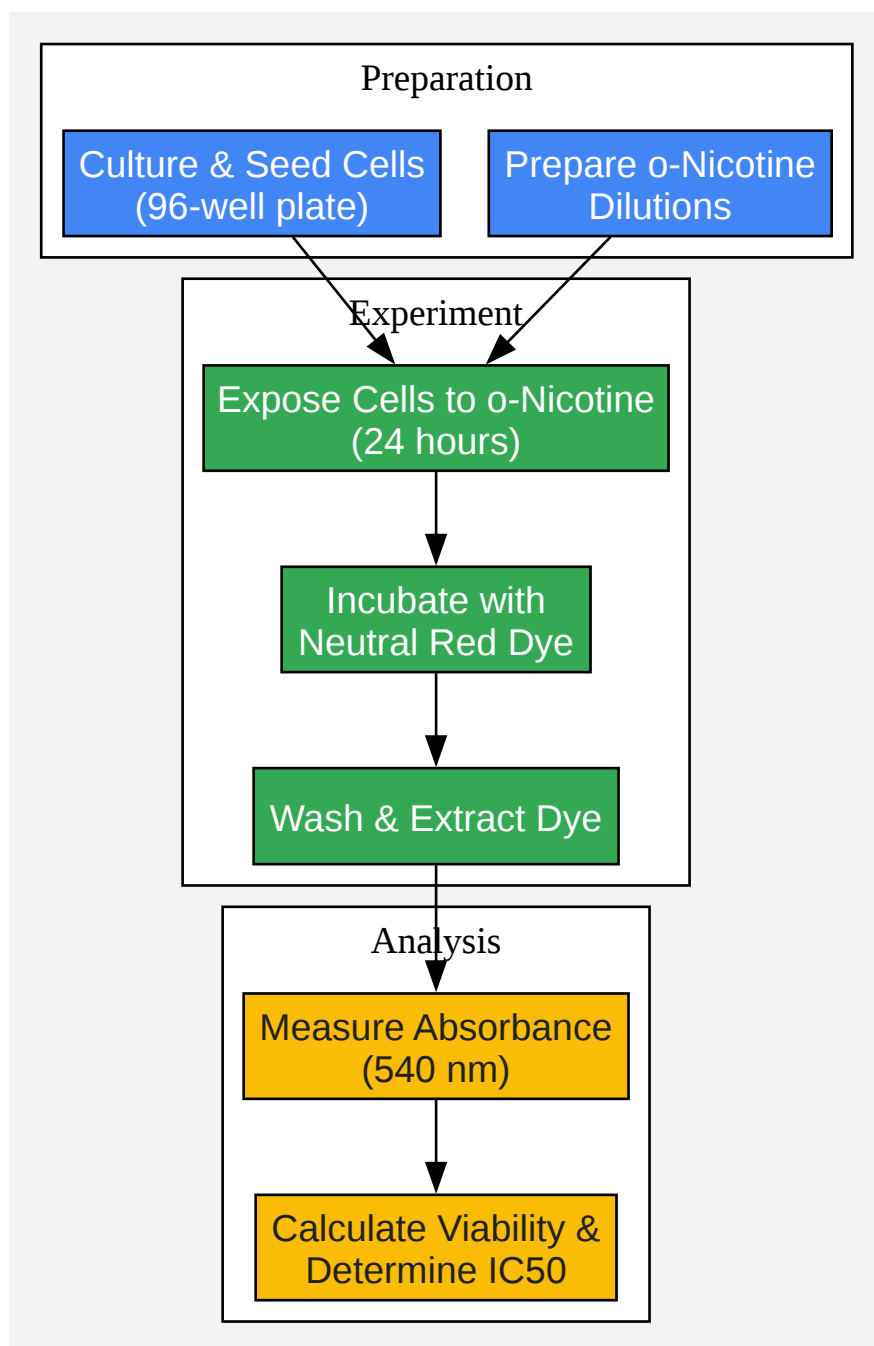 Preparation
Culture & Seed Cells
(96-well plate)
Prepare o-Nicotine
Dilutions
Experiment
Expose Cells to o-Nicotine
(24 hours)
Incubate with
Neutral Red Dye
Wash & Extract Dye
Analysis
Measure Absorbance
(540 nm)
Calculate Viability &
Determine IC50